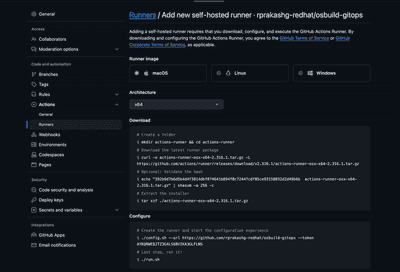 General
Access
Collaborators
Moderation options
Code and automation
Branches
Tags
Rules
Actions
General
Runners
Webhooks
Environments
Codespaces
Pages
Security
Code security and analysis
Deploy keys
Secrets and variables
Integrations
GitHub Apps
Email notifications
Runners / Add new self-hosted runner · rprakashg-redhat/osbuild-gitops
Adding a self-hosted runner requires that you download, configure, and execute the GitHub Actions Runner. By
downloading and configuring the GitHub Actions Runner, you agree to the GitHub Terms of Service or GitHub
Corporate Terms of Service, as applicable.
Runner image
macOS
Linux
Windows
Architecture
x64
Download
# Create a folder
$ mkdir actions-runner && cd actions-runner
# Download the latest runner package
$ curl -o actions-runner-osx-x64-2.316.1.tar.gz -L
https://github.com/actions/runner/releases/download/v2.316.1/actions-runner-osx-x64-2.316.1.tar.gz
# Optional: Validate the hash
$ echo
actions-runner-osx-x64-
2.316.1.tar.gz" | shasum -a 256 -c
# Extract the installer
$ tar xzf ./actions-runner-osx-x64-2.316.1.tar.gz
Configure
# Create the runner and start the configuration experience
$ ./config.sh --url https://github.com/rprakashg-redhat/osbuild-gitops --token
# Last step, run it!
$ ./run.sh